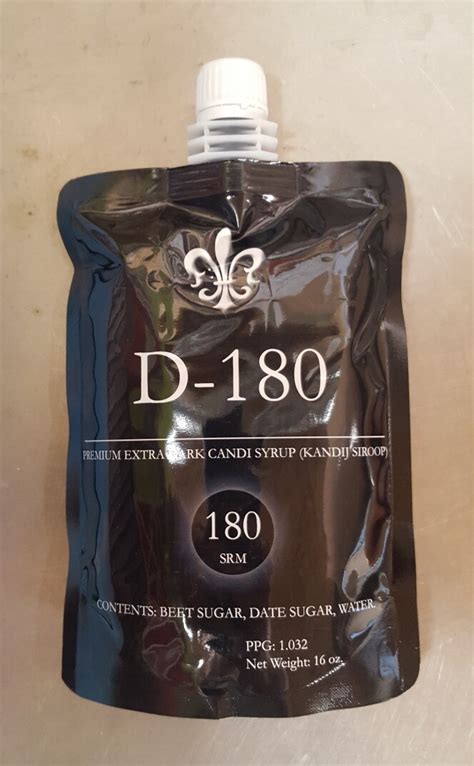 D-180
PREMIUM EXTRA DARK CANDI SYRUP (KANDIJ SIROOP)
180
SRM
CONTENTS: BEET SUGAR, DATE SUGAR, WATER.
PPG: 1.032
Net Weight: 16 oz.